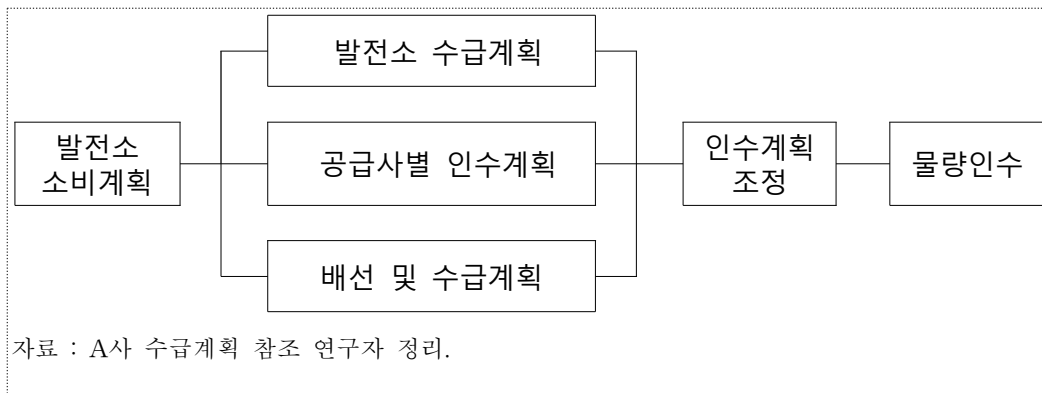 발전소 수급계획
발전소
소비계획
공급사별 인수계획
인수계획
조정
물량인수
배선 및 수급계획
자료 : A사 수급계획 참조 연구자 정리.